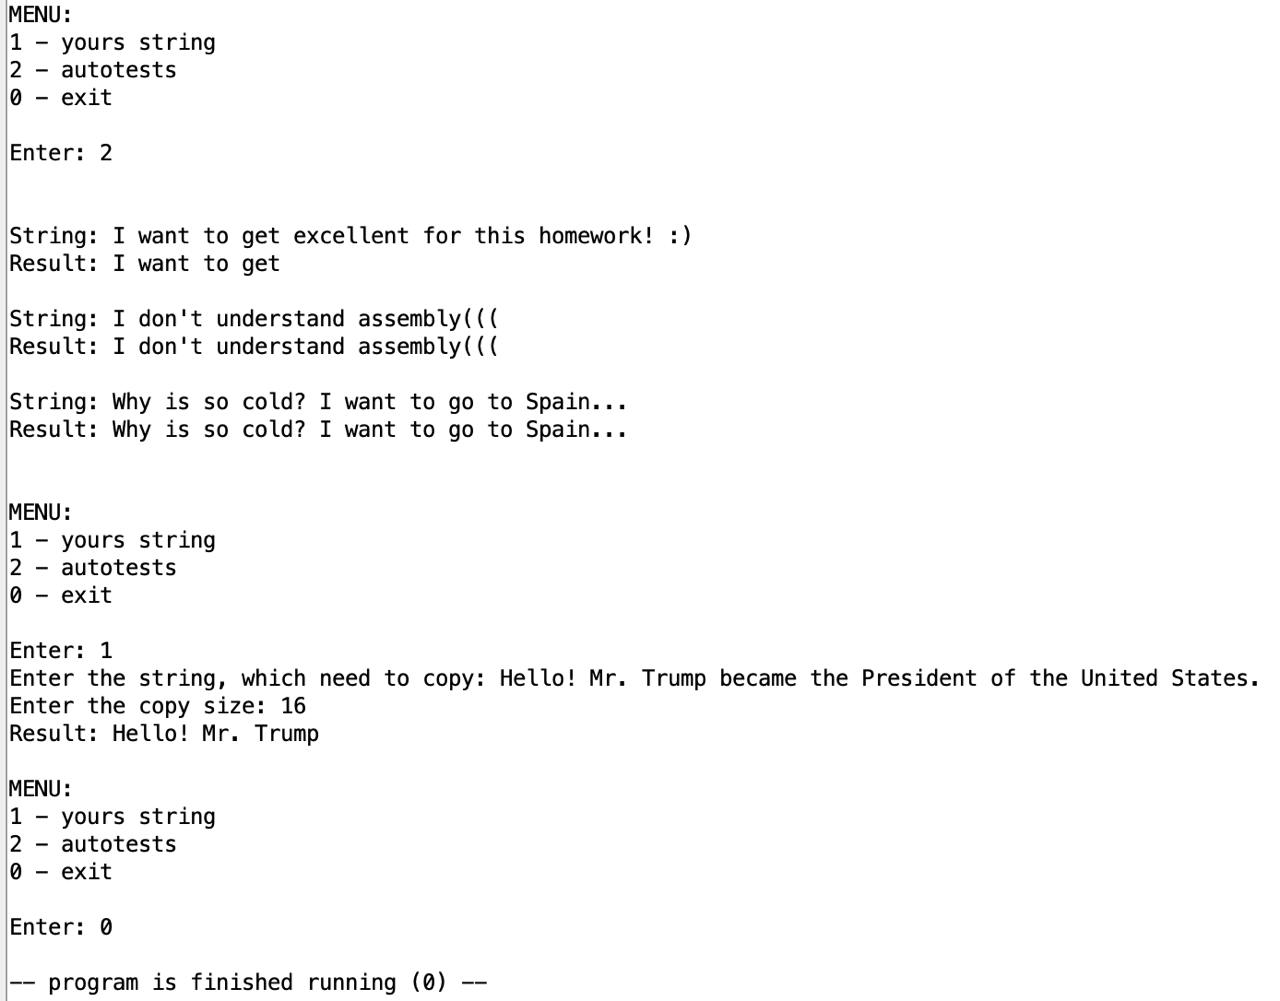 MENU:
1 – yours string
2 – autotests
0 – exit
Enter: 2
String: I want to get excellent for this homework! :)
Result: I want to get
String: I don't understand assembly(((
Result: I don't understand assembly(((
String: Why is so cold? I want to go to Spain...
Result: Why is so cold? I want to go to Spain...
MENU:
1 – yours string
2 – autotests
0 – exit
Enter: 1
Enter the string, which need to copy: Hello! Mr. Trump became the President of the United States.
Enter the copy size: 16
Result: Hello! Mr. Trump
MENU:
1 – yours string
2 – autotests
0 – exit
Enter: 0
-- program is finished running (0) --